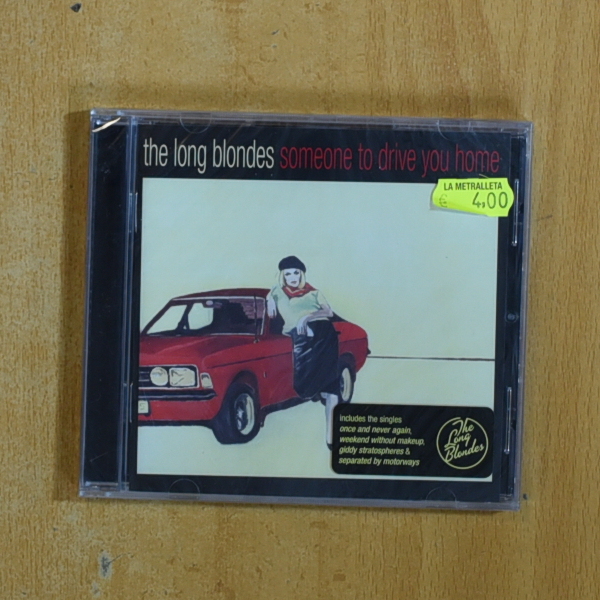 the long blondes someone to drive you home
LA METRALLETA
€ 4,00
includes the singles
once and never again,
weekend without makeup,
giddy stratospheres &
separated by motorways
The
Long
Blondes